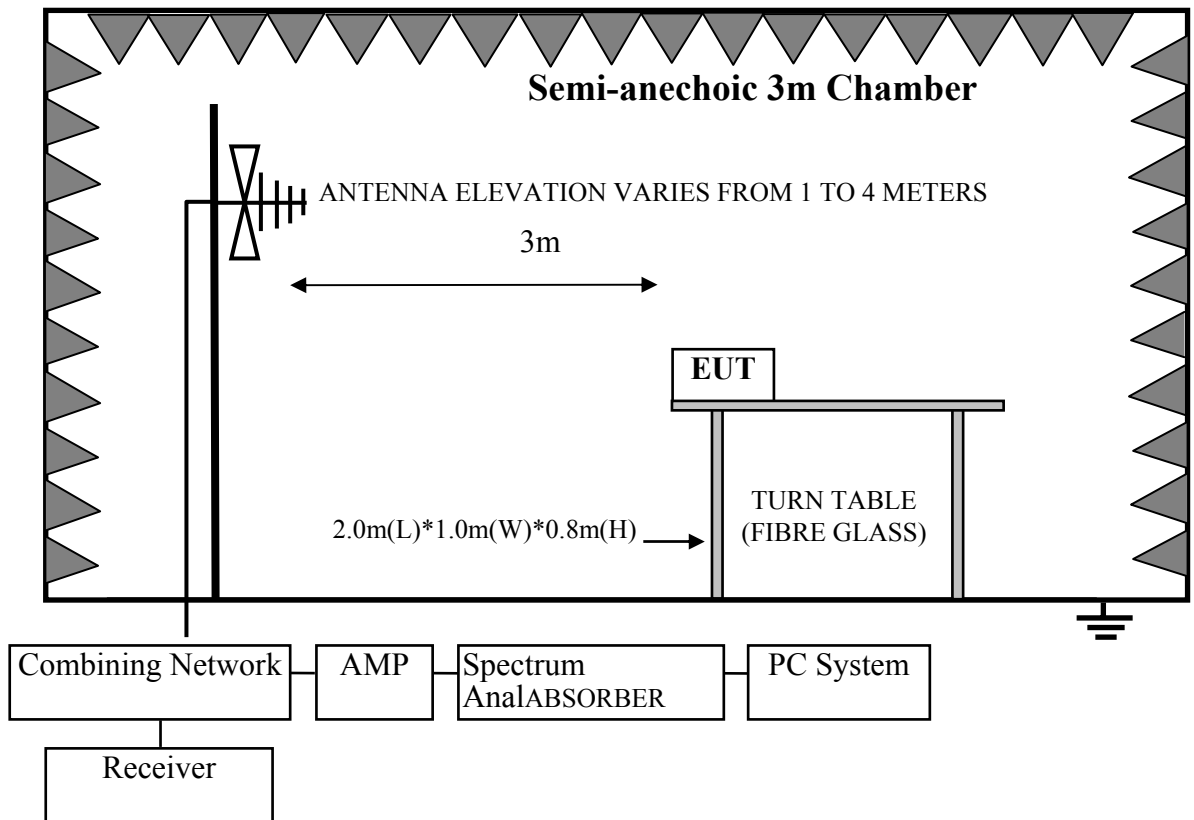 Semi-anechoic 3m Chamber
ANTENNA ELEVATION VARIES FROM 1 TO 4 METERS
3m
EUT
TURN TABLE
(FIBRE GLASS)
2.0m(L)*1.0m(W)*0.8m(H)
Combining Network
AMP
Spectrum
AnalABSORBER
PC System
Receiver